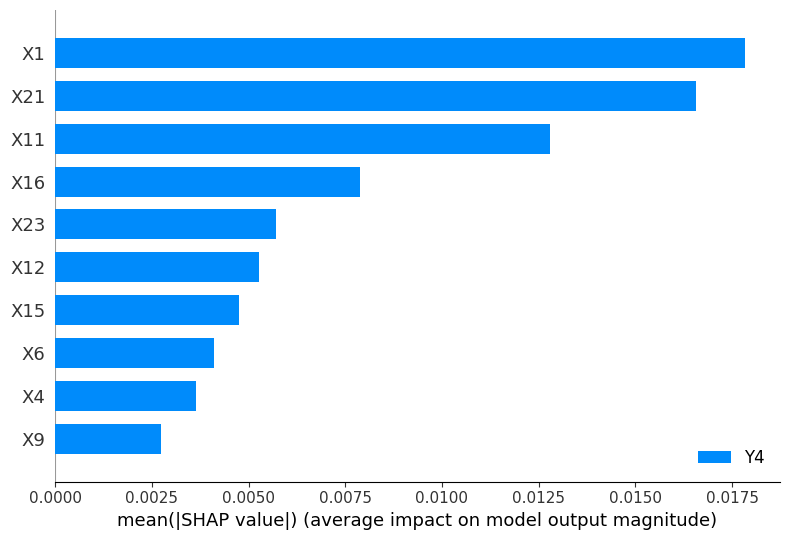 X1
X21
X11
X16
X23
X12
X15
X6
X4
X9
Y4
0.0000 0.0025 0.0050 0.0075 0.0100 0.0125 0.0150 0.0175
mean(|SHAP value|) (average impact on model output magnitude)